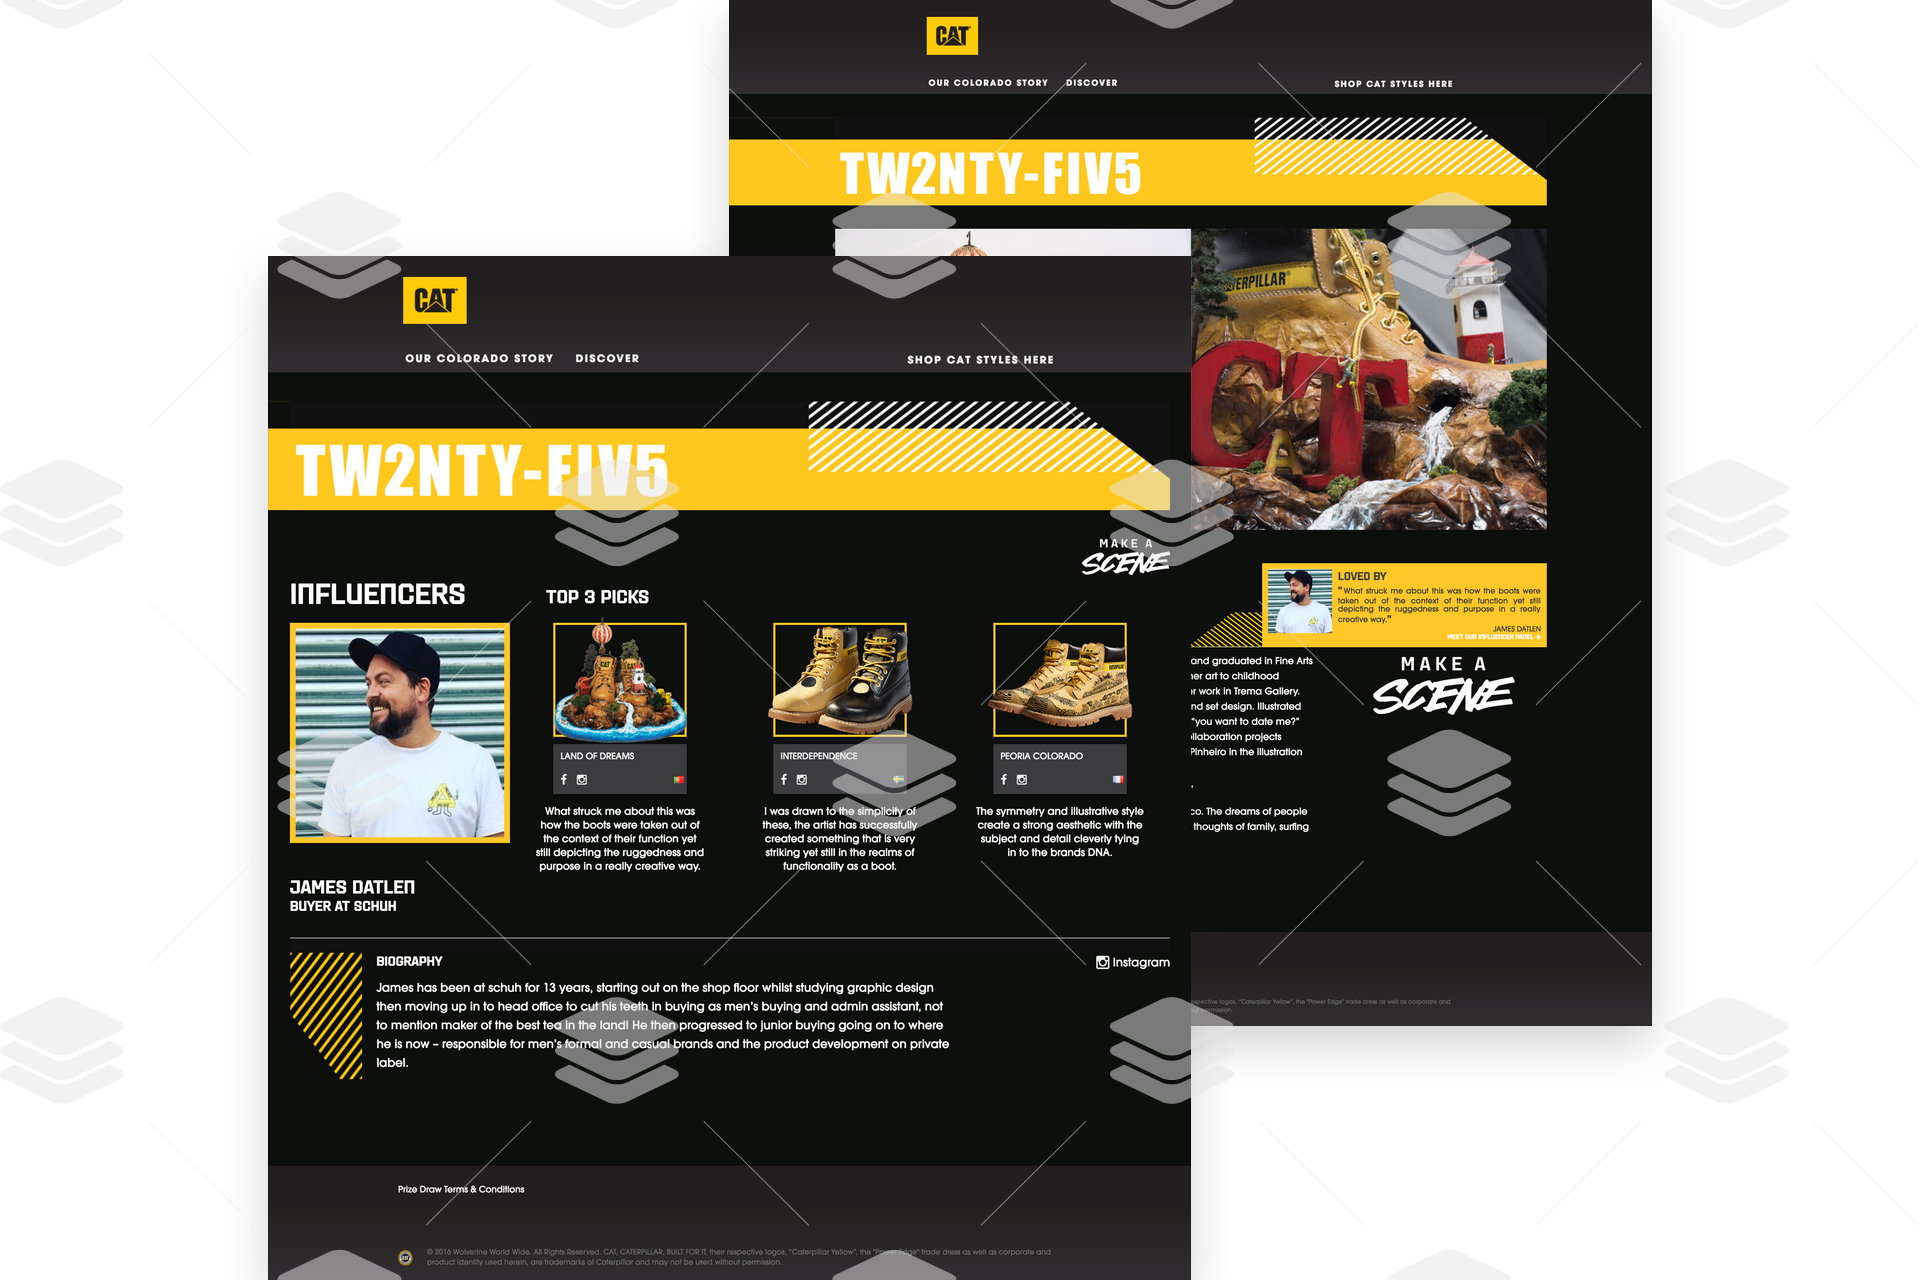 CAT
OUR COLORADO STORY DISCOVER SHOP CAT STYLES HERE
TW2NTY-FIV5
CATERPILLAR
CT
LOVED BY
"What struck me about this was how the boots were
taken out of the context of their function yet still
depicting the ruggedness and purpose in a really
creative way."
JAMES DATLEN
MEET OUR INFLUENCER PANEL +
and graduated in Fine Arts
her art to childhood
work in Trema Gallery.
and set design. Illustrated
"you want to date me?"
collaboration projects
Pinheiro in the illustration
co. The dreams of people
thoughts of family, surfing
MAKE A
SCENE
respective logos, "Caterpillar Yellow", the "Power Edge" trade dress as well as corporate and
permission.
CAT
OUR COLORADO STORY DISCOVER SHOP CAT STYLES HERE
TW2NTY-FIV5
MAKE A
SCENE
INFLUENCERS
TOP 3 PICKS
LAND OF DREAMS
What struck me about this was
how the boots were taken out of
the context of their function yet
still depicting the ruggedness and
purpose in a really creative way.
INTERDEPENDENCE
I was drawn to the simplicity of
these, the artist has successfully
created something that is very
striking yet still in the realms of
functionality as a boot.
PEORIA COLORADO
The symmetry and illustrative style
create a strong aesthetic with the
subject and detail cleverly tying
in to the brands DNA.
JAMES DATLEN
BUYER AT SCHUH
BIOGRAPHY
Instagram
James has been at schuh for 13 years, starting out on the shop floor whilst studying graphic design
then moving up in to head office to cut his teeth in buying as men's buying and admin assistant, not
to mention maker of the best tea in the land! He then progressed to junior buying going on to where
he is now – responsible for men's formal and casual brands and the product development on private
label.
Prize Draw Terms & Conditions
© 2016 Wolverine World Wide. All Rights Reserved. CAT, CATERPILLAR, BUILT FOR IT, their respective logos, "Caterpillar Yellow", the "Power Edge" trade dress as well as corporate and
product identity used herein, are trademarks of Caterpillar and may not be used without permission.